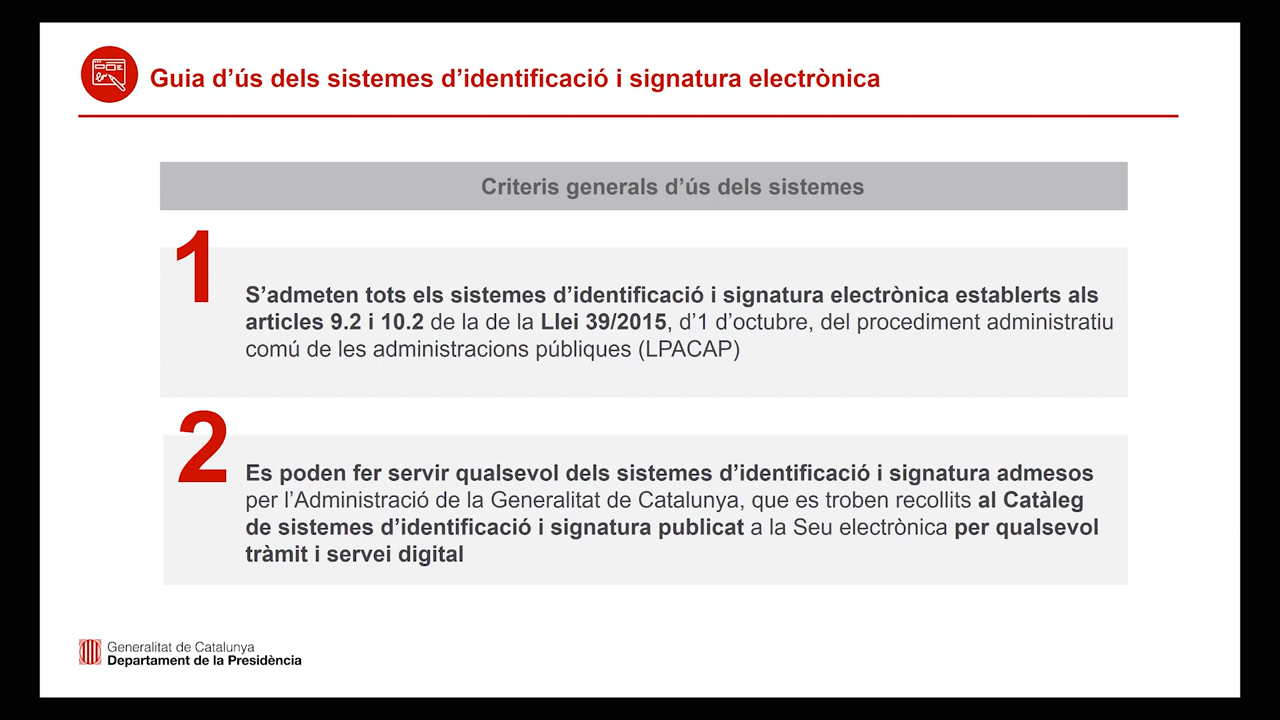 Guia d’ús dels sistemes d’identificació i signatura electrònica
Criteris generals d’ús dels sistemes
1
S’admeten tots els sistemes d’identificació i signatura electrònica establerts als
articles 9.2 i 10.2 de la de la Llei 39/2015, d’1 d’octubre, del procediment administratiu
comú de les administracions públiques (LPACAP)
2
Es poden fer servir qualsevol dels sistemes d’identificació i signatura admesos
per l’Administració de la Generalitat de Catalunya, que es troben recollits al Catàleg
de sistemes d’identificació i signatura publicat a la Seu electrònica per qualsevol
tràmit i servei digital
Generalitat de Catalunya
Departament de la Presidència